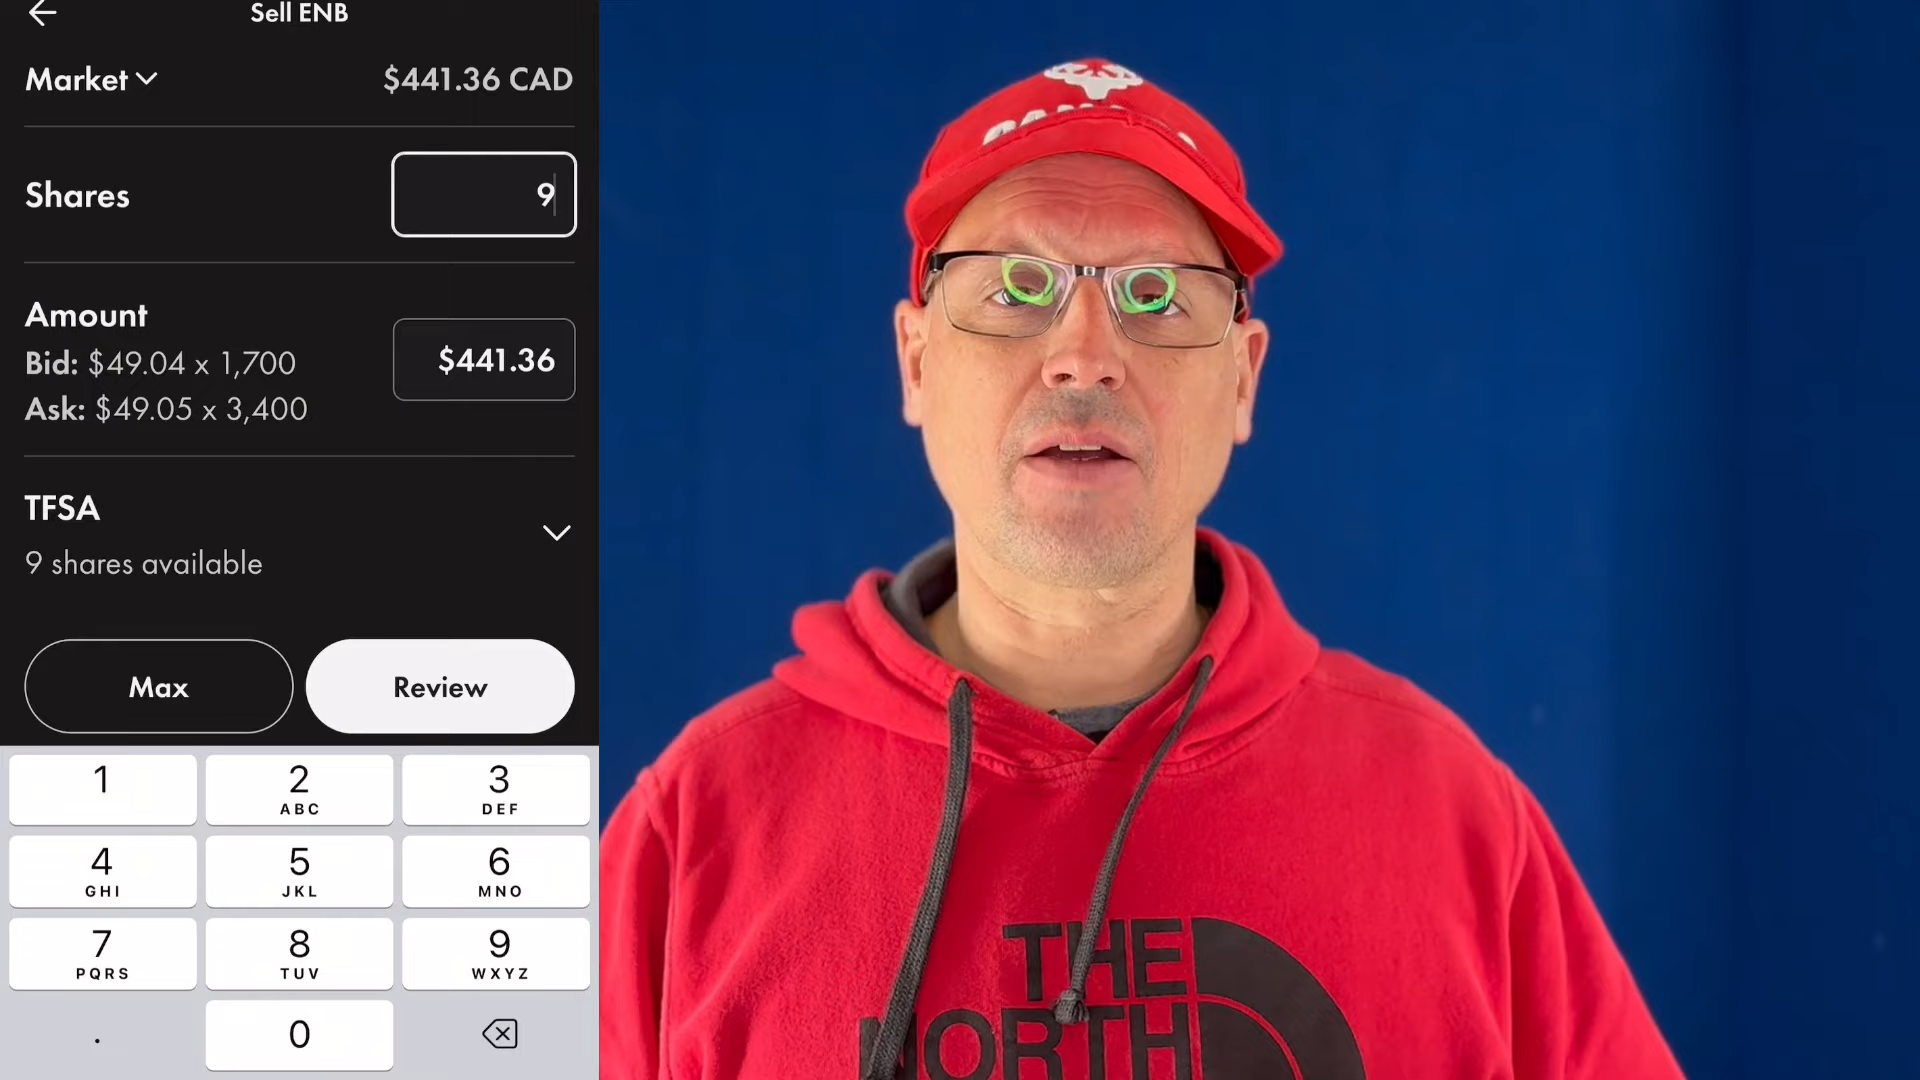 Sell ENB
Market
$441.36 CAD
Shares
9
Amount
Bid: $49.04 x 1,700
Ask: $49.05 x 3,400
$441.36
TFSA
9 shares available
Max
Review
1
2
ABC
3
DEF
4
GHI
5
JKL
6
MNO
7
PQRS
8
TUV
9
WXYZ
.
0
THE
NORTH